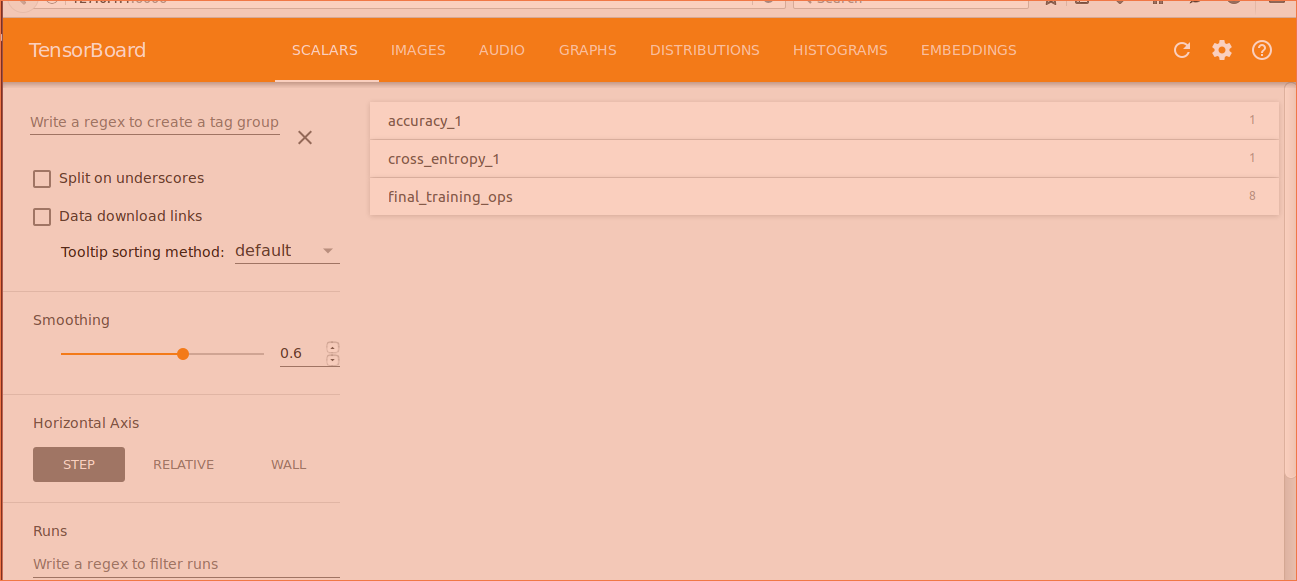 TensorBoard
SCALARS IMAGES AUDIO GRAPHS DISTRIBUTIONS HISTOGRAMS EMBEDDINGS
Write a regex to create a tag group
Split on underscores
Data download links
Tooltip sorting method: default
Smoothing
0.6
Horizontal Axis
STEP RELATIVE WALL
Runs
Write a regex to filter runs
accuracy_1 1
cross_entropy_1 1
final_training_ops 8